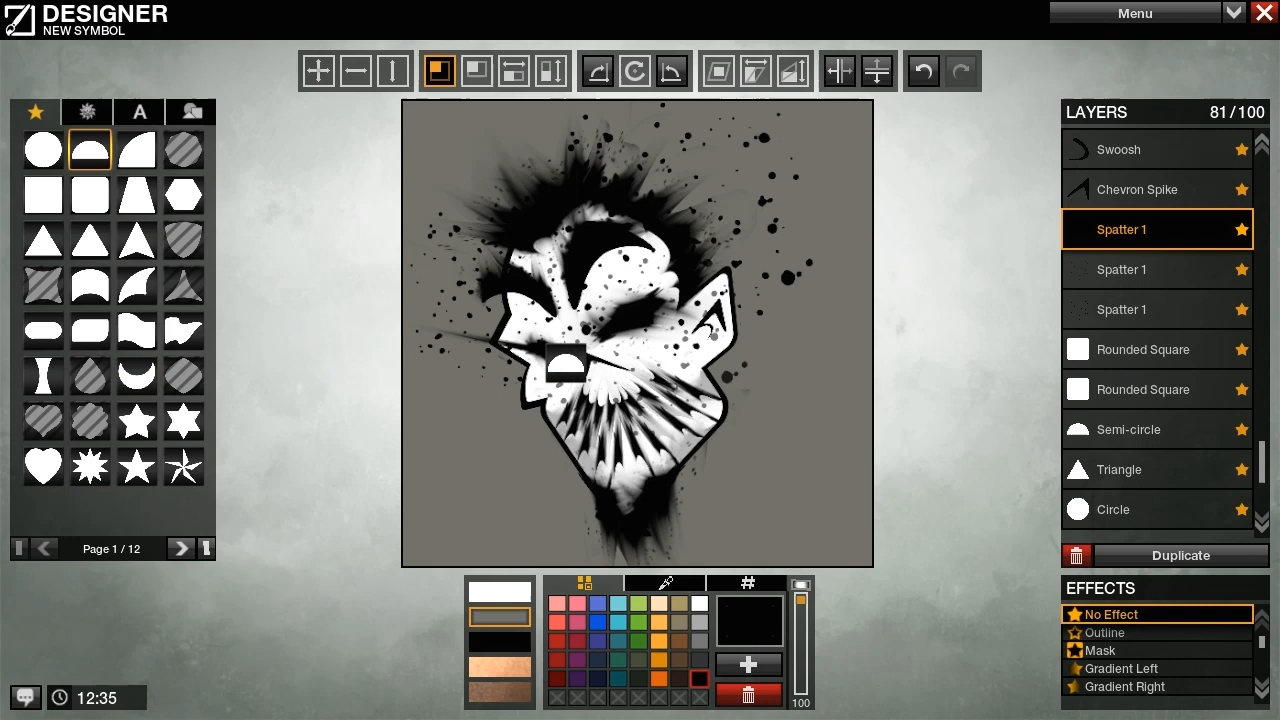 DESIGNER
NEW SYMBOL
Menu
A
LAYERS 81/100
Swoosh
Chevron Spike
Spatter 1
Spatter 1
Spatter 1
Rounded Square
Rounded Square
Semi-circle
Triangle
Circle
Page 1 / 12
Duplicate
#
EFFECTS
No Effect
Outline
Mask
Gradient Left
Gradient Right
100
12:35